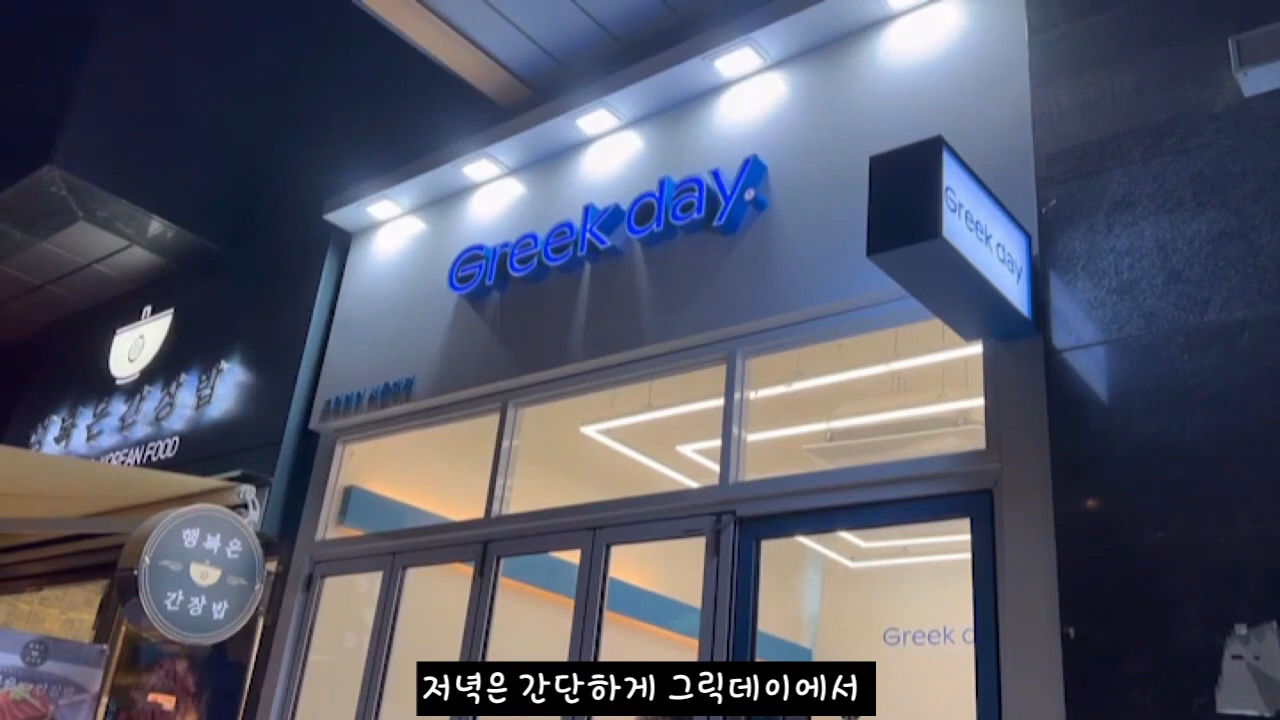 Greek day.
Greek day
행복은간장밥
KOREAN FOOD
행복은
간장밥
Greek d
저녁은 간단하게 그릭데이에서